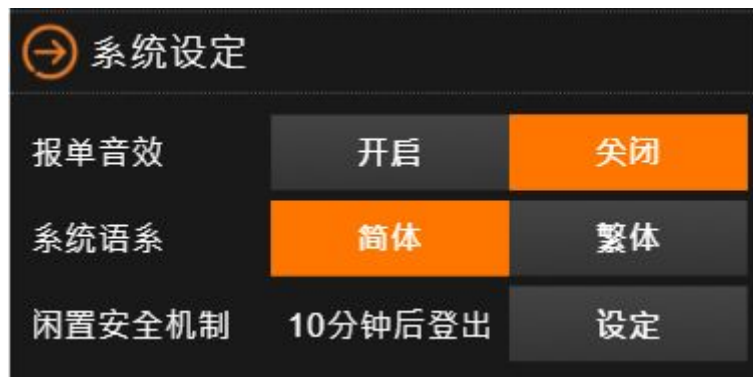 系统设定
报单音效 开启 关闭
系统语系 简体 繁体
闲置安全机制 10分钟后登出 设定